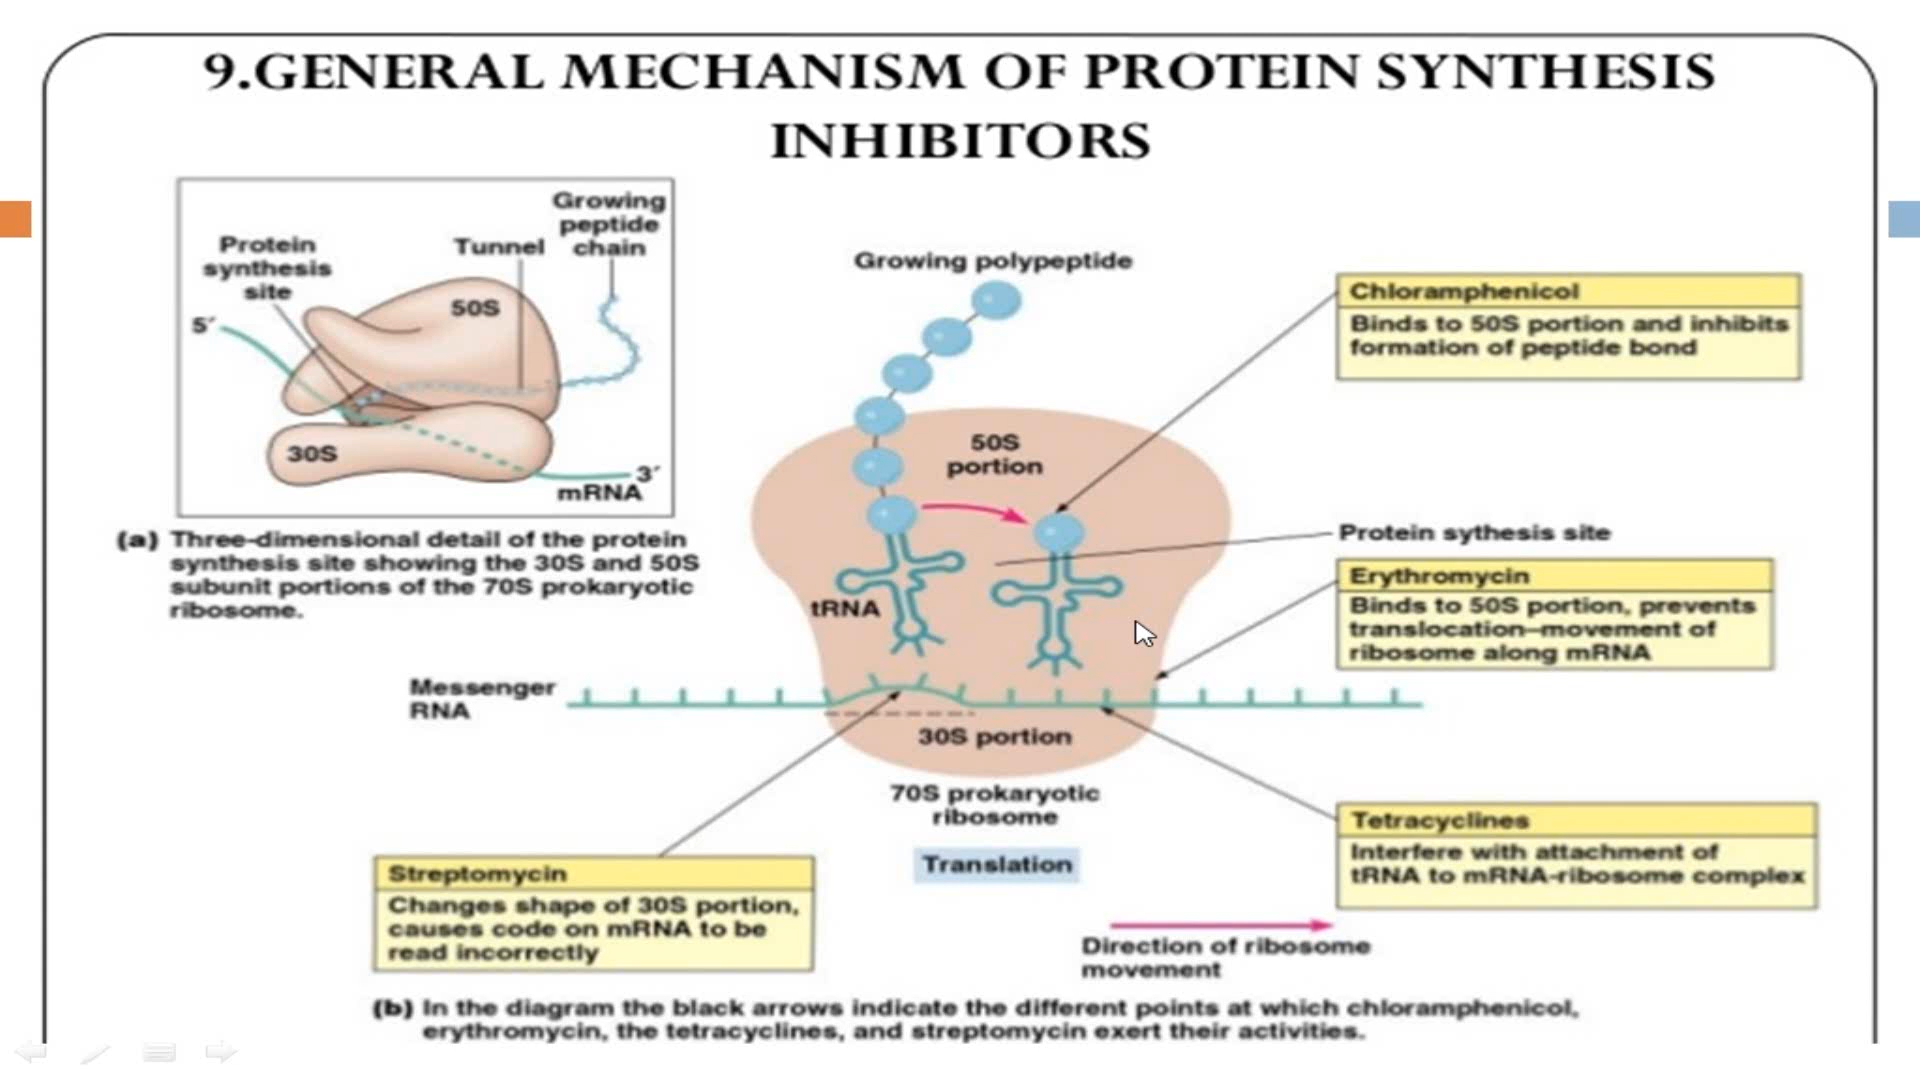 9.GENERAL MECHANISM OF PROTEIN SYNTHESIS
INHIBITORS
Growing
peptide
chain
Protein
synthesis
site
Tunnel
50S
5´
30S
3´
mRNA
(a) Three-dimensional detail of the protein
synthesis site showing the 30S and 50S
subunit portions of the 70S prokaryotic
ribosome.
Growing polypeptide
50S
portion
Chloramphenicol
Binds to 50S portion and inhibits
formation of peptide bond
Protein sythesis site
Erythromycin
Binds to 50S portion, prevents
translocation–movement of
ribosome along mRNA
tRNA
Messenger
RNA
30S portion
70S prokaryotic
ribosome
Translation
Tetracyclines
Interfere with attachment of
tRNA to mRNA-ribosome complex
Streptomycin
Changes shape of 30S portion,
causes code on mRNA to be
read incorrectly
Direction of ribosome
movement
(b) In the diagram the black arrows indicate the different points at which chloramphenicol,
erythromycin, the tetracyclines, and streptomycin exert their activities.